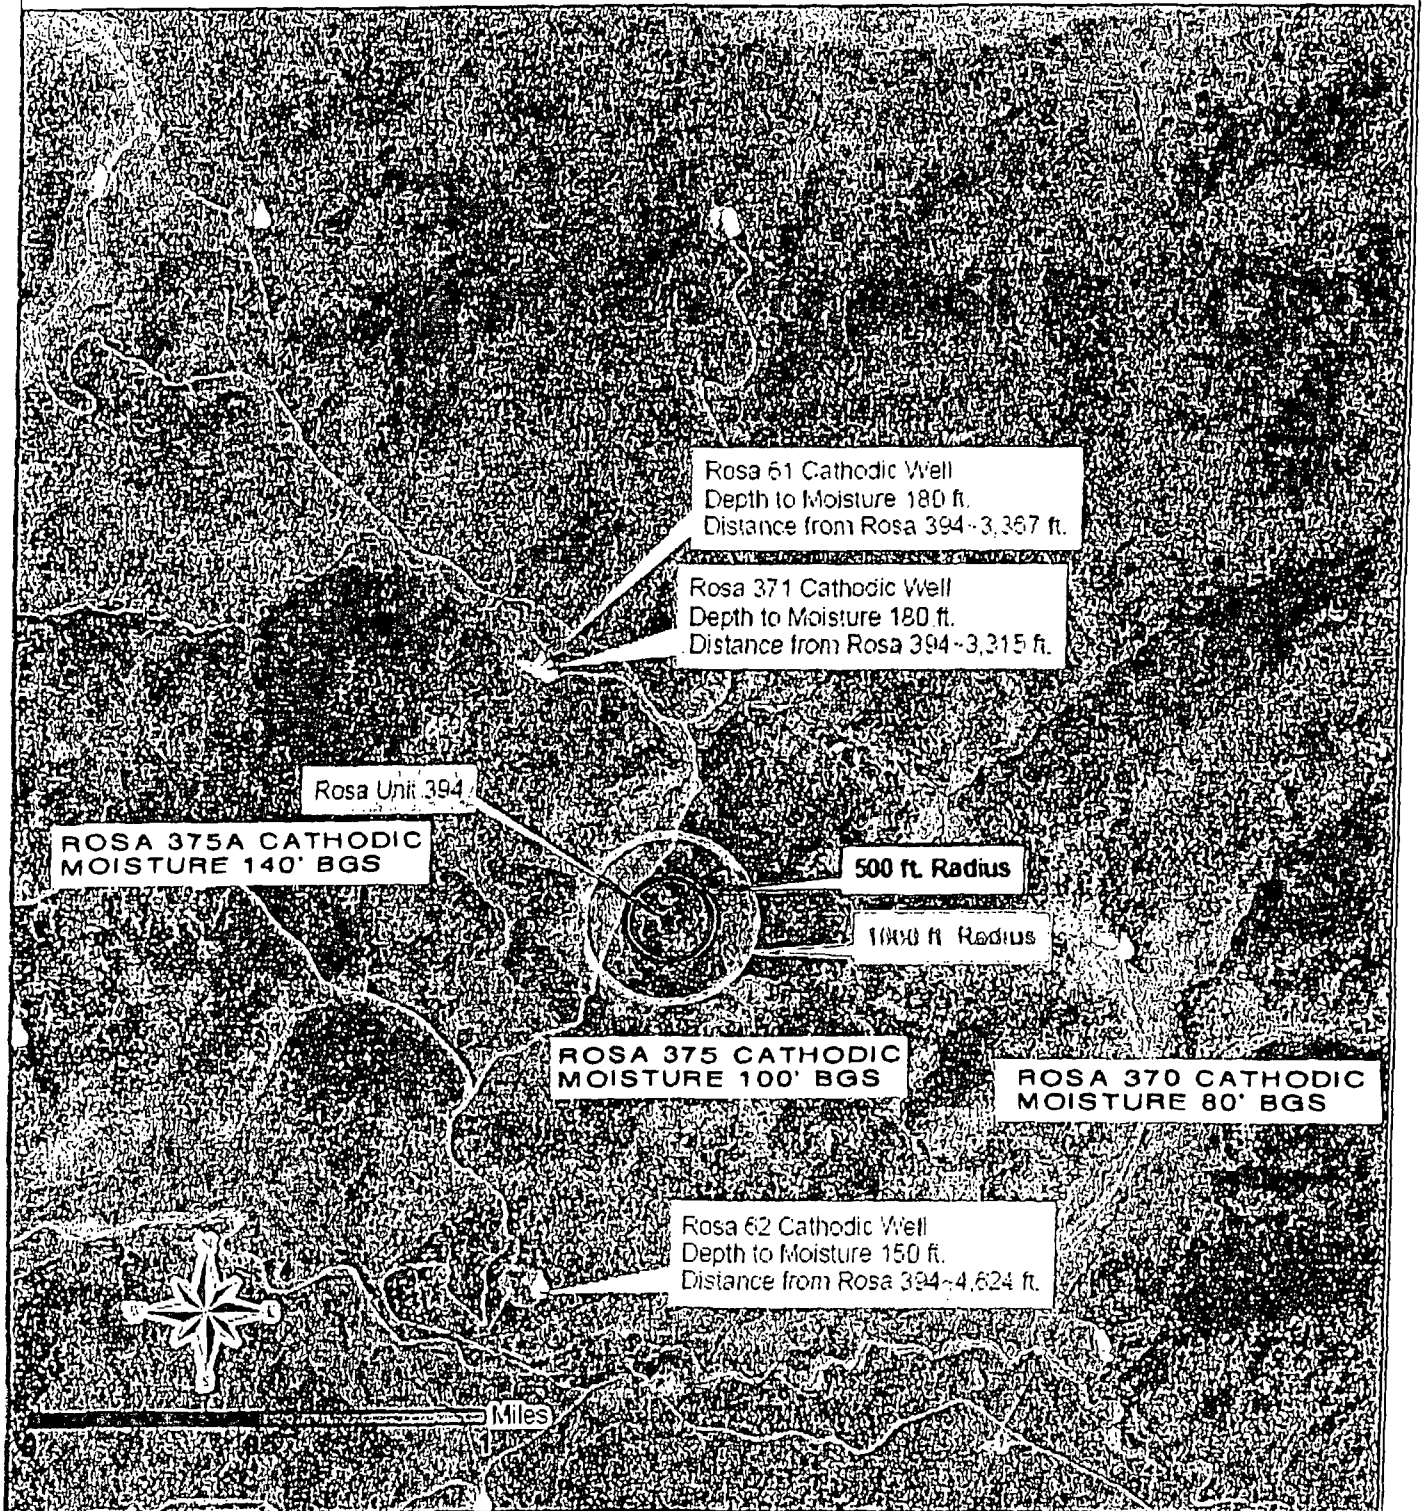 Rosa 61 Cathodic Well
Depth to Moisture 180 ft.
Distance from Rosa 394~3,367 ft.
Rosa 371 Cathodic Well
Depth to Moisture 180 ft.
Distance from Rosa 394~3,315 ft.
Rosa Unit 394
ROSA 375A CATHODIC
MOISTURE 140' BGS
500 ft. Radius
1000 ft. Radius
ROSA 375 CATHODIC
MOISTURE 100' BGS
ROSA 370 CATHODIC
MOISTURE 80' BGS
Rosa 62 Cathodic Well
Depth to Moisture 150 ft.
Distance from Rosa 394~4,624 ft.
Miles